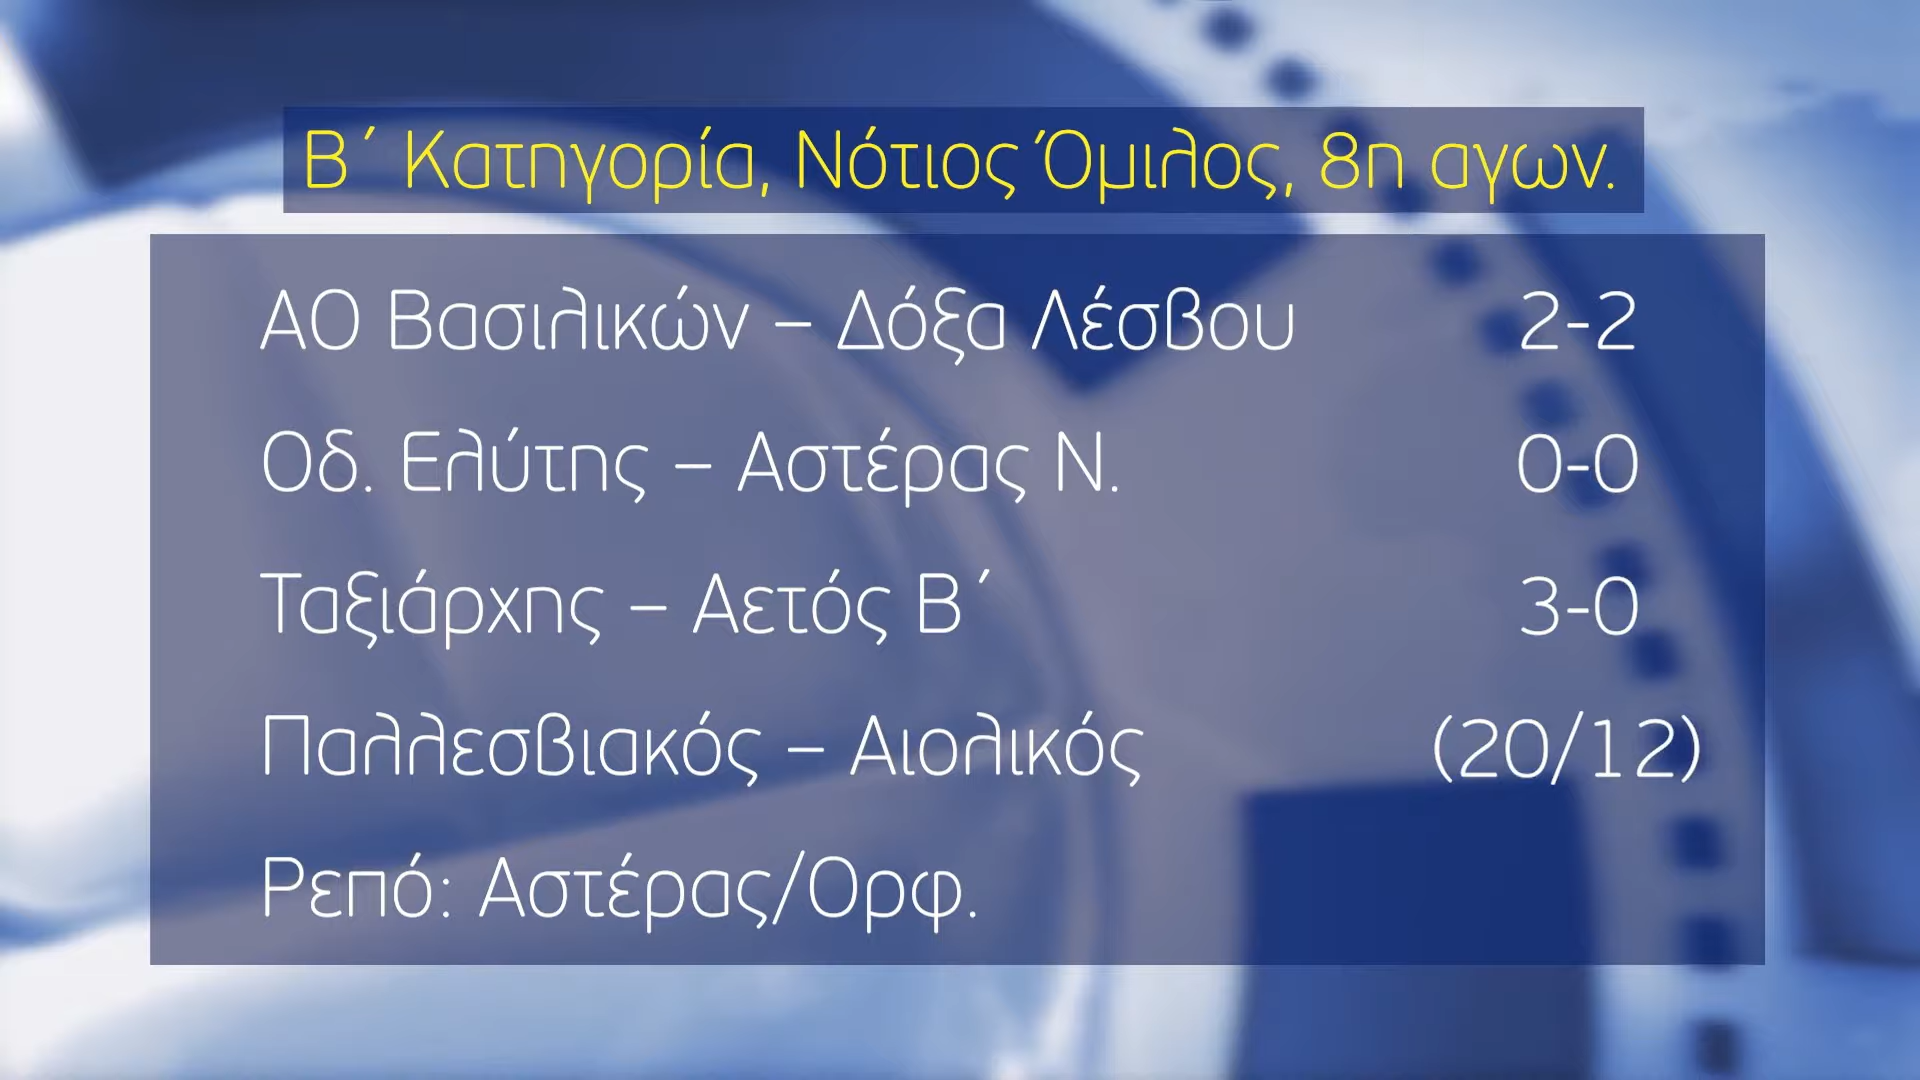 Β΄ Κατηγορία, Νότιος Όμιλος, 8η αγων.
ΑΟ Βασιλικών – Δόξα Λέσβου 2-2
Οδ. Ελύτης – Αστέρας Ν. 0-0
Ταξιάρχης – Αετός Β΄ 3-0
Παλλεσβιακός – Αιολικός (20/12)
Ρεπό: Αστέρας/Ορφ.